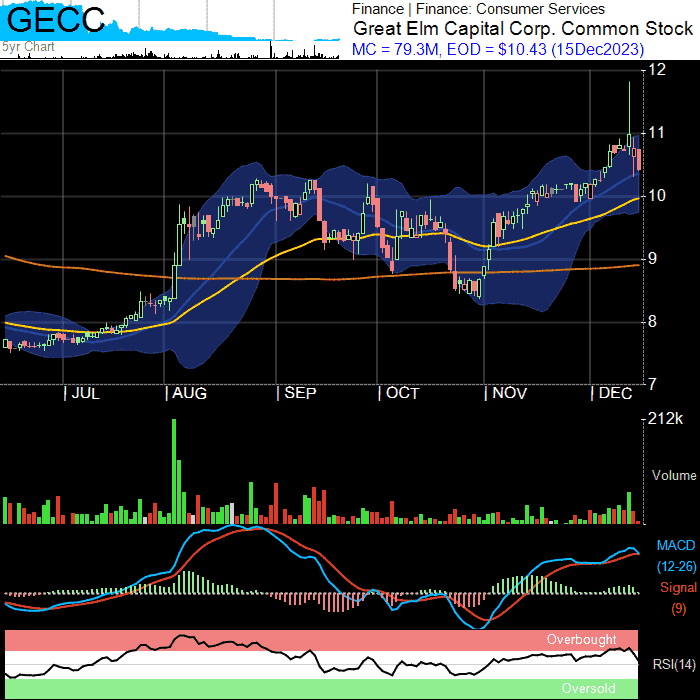 GECC
5yr Chart
Finance | Finance: Consumer Services
Great Elm Capital Corp. Common Stock
MC = 79.3M, EOD = $10.43 (15Dec2023)
12
11
10
9
8
7
| JUL | AUG | SEP | OCT | NOV | DEC
212k
Volume
MACD
(12-26)
Signal
(9)
Overbought
RSI(14)
Oversold